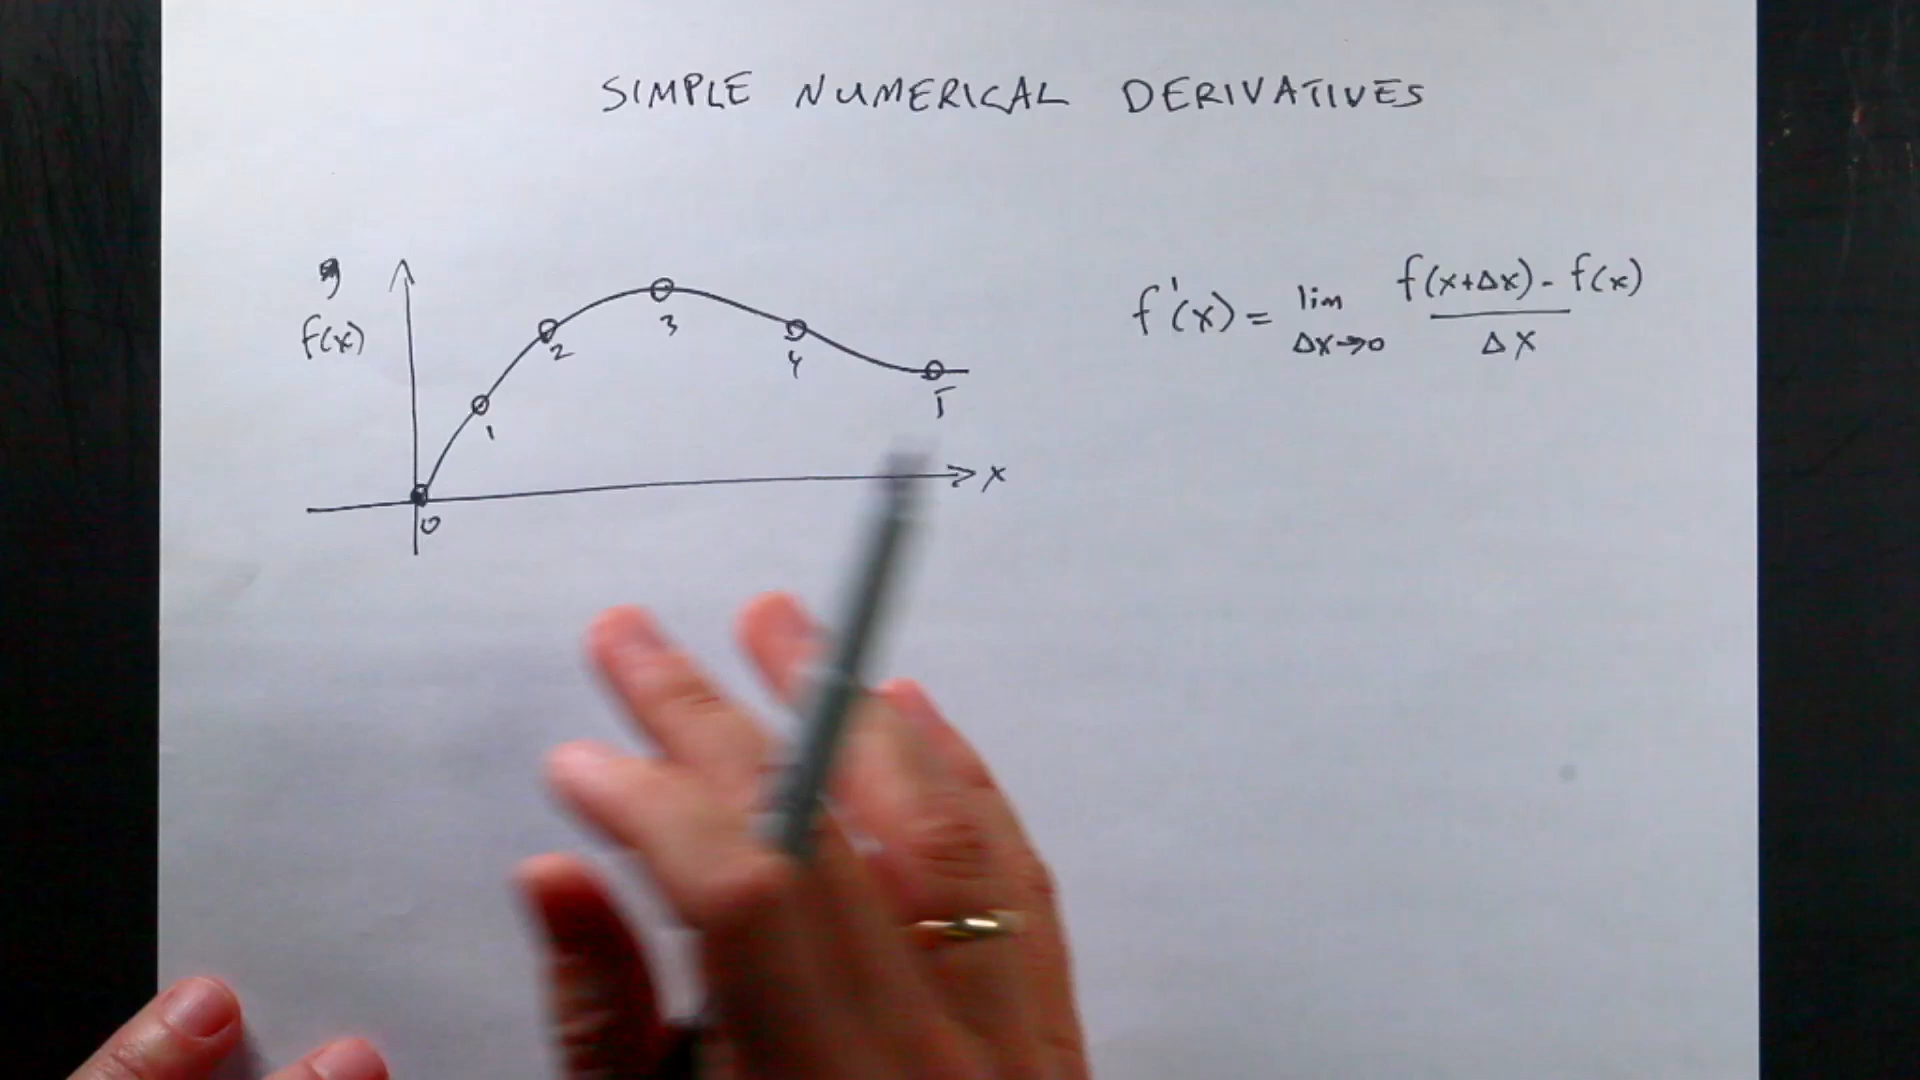 SIMPLE NUMERICAL DERIVATIVES
y
f(x)
0
1
2
3
4
5
x
f'(x) = lim Δx→0 f(x+Δx) - f(x) / Δx